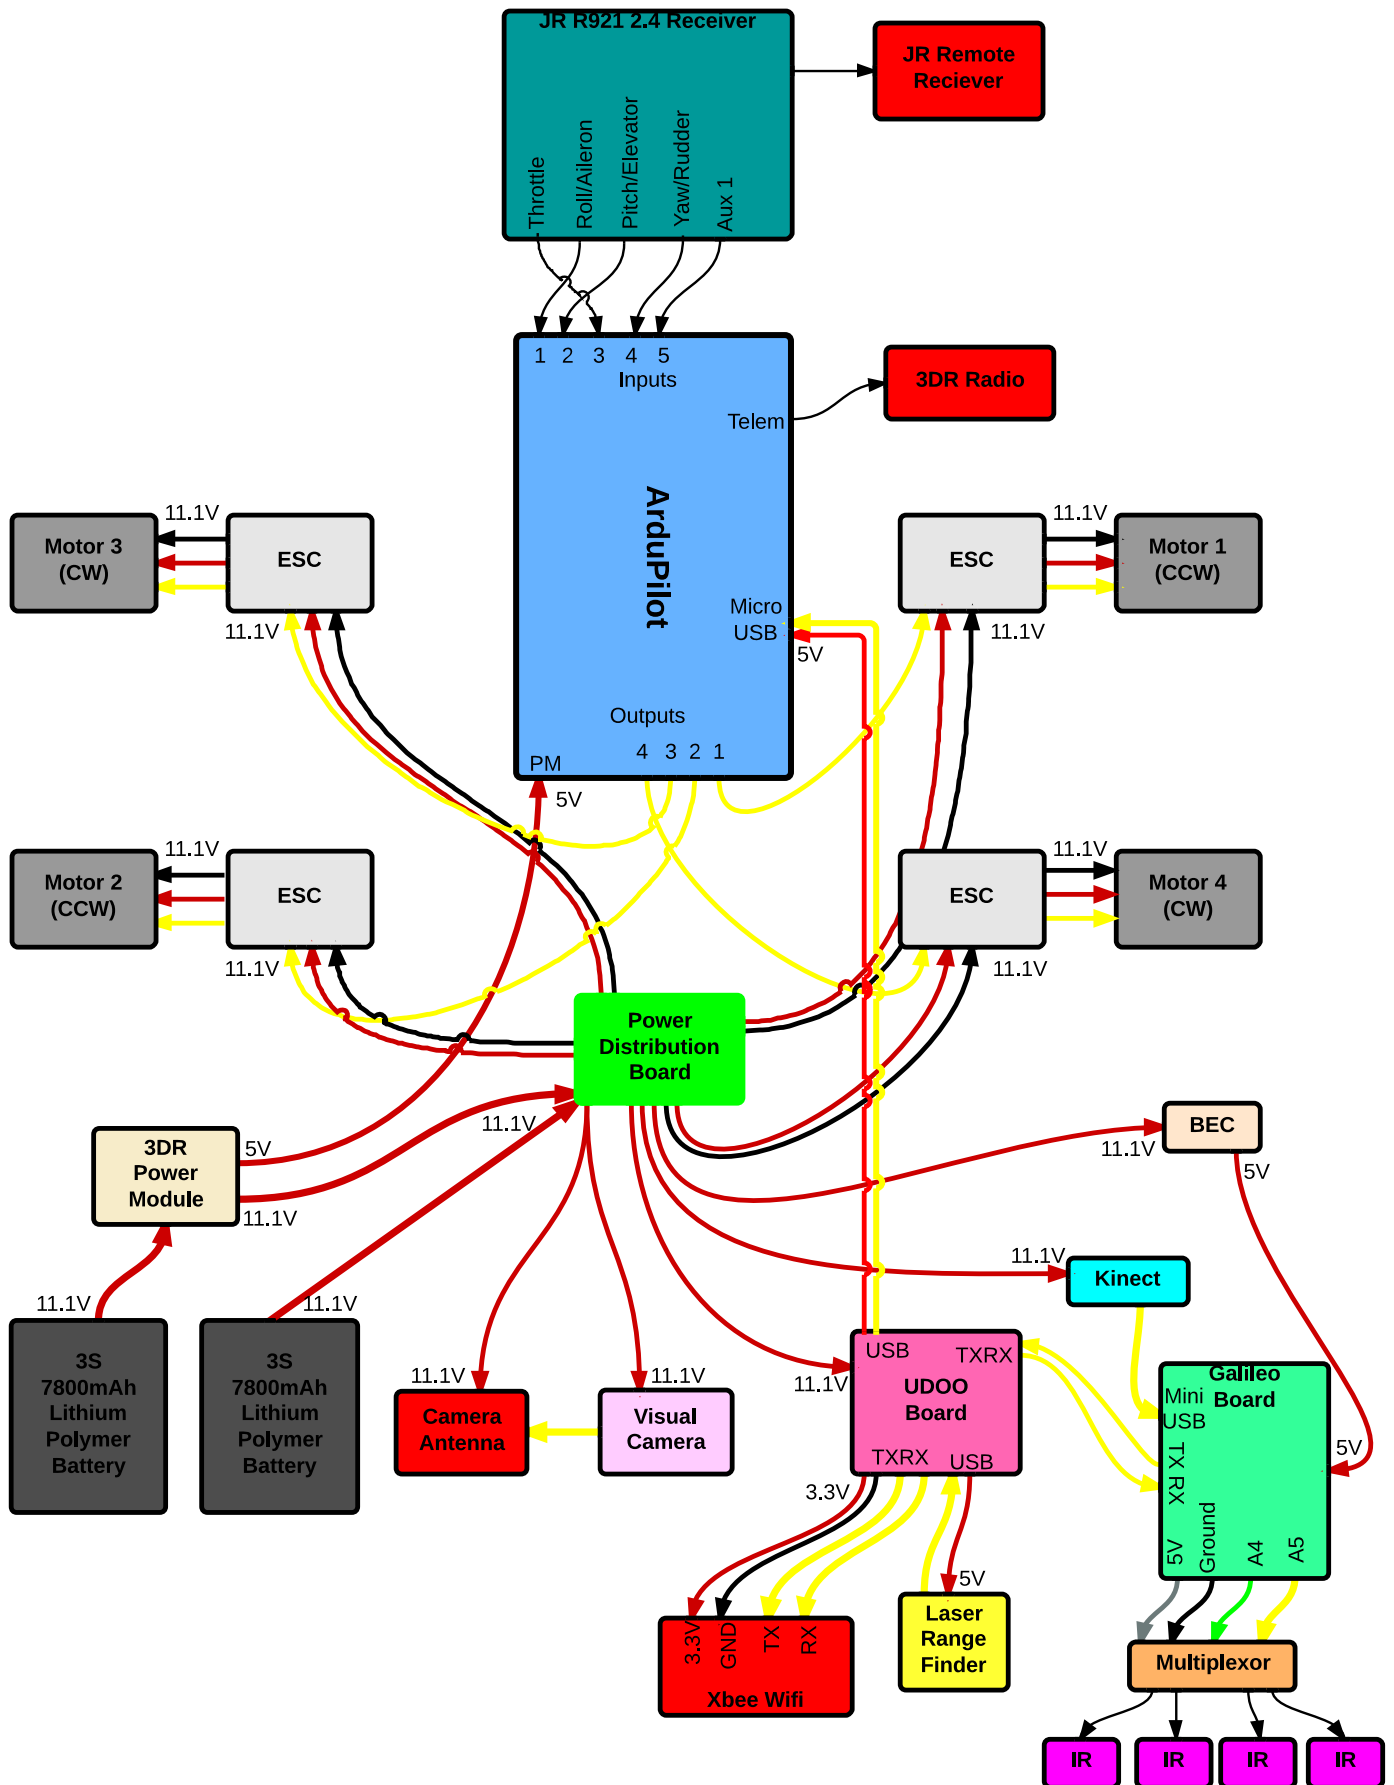 JR R921 2.4 Receiver
JR Remote
Reciever
Throttle
Roll/Aileron
Pitch/Elevator
Yaw/Rudder
Aux 1
1 2 3 4 5
Inputs
3DR Radio
Telem
ArduPilot
11.1V
Motor 3
(CW)
ESC
11.1V
ESC
11.1V
Motor 1
(CCW)
11.1V
Micro
USB
5V
Outputs
4 3 2 1
PM
5V
11.1V
Motor 2
(CCW)
ESC
11.1V
ESC
11.1V
Motor 4
(CW)
11.1V
Power
Distribution
Board
11.1V
3DR
Power
Module
5V
11.1V
BEC
11.1V
5V
11.1V
Kinect
11.1V
11.1V
3S
7800mAh
Lithium
Polymer
Battery
3S
7800mAh
Lithium
Polymer
Battery
11.1V
Camera
Antenna
11.1V
Visual
Camera
11.1V
USB
TXRX
UDOO
Board
TXRX
USB
Galileo
Board
Mini
USB
TX RX
5V
5V
Ground
A4
A5
3.3V
5V
3.3V
GND
TX
RX
Xbee Wifi
Laser
Range
Finder
Multiplexor
IR
IR
IR
IR